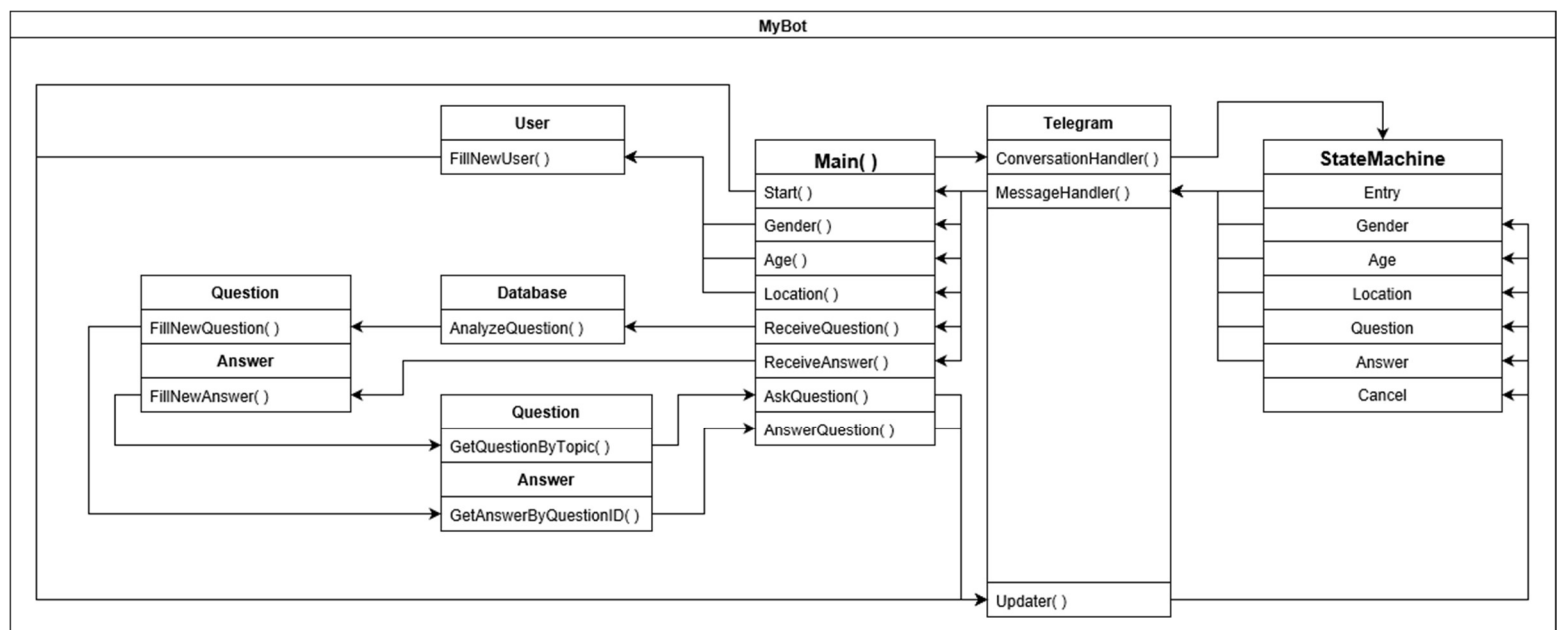 MyBot
User
FillNewUser( )
Question
FillNewQuestion( )
Answer
FillNewAnswer( )
Database
AnalyzeQuestion( )
Question
GetQuestionByTopic( )
Answer
GetAnswerByQuestionID( )
Main( )
Start( )
Gender( )
Age( )
Location( )
ReceiveQuestion( )
ReceiveAnswer( )
AskQuestion( )
AnswerQuestion( )
Telegram
ConversationHandler( )
MessageHandler( )
Updater( )
StateMachine
Entry
Gender
Age
Location
Question
Answer
Cancel